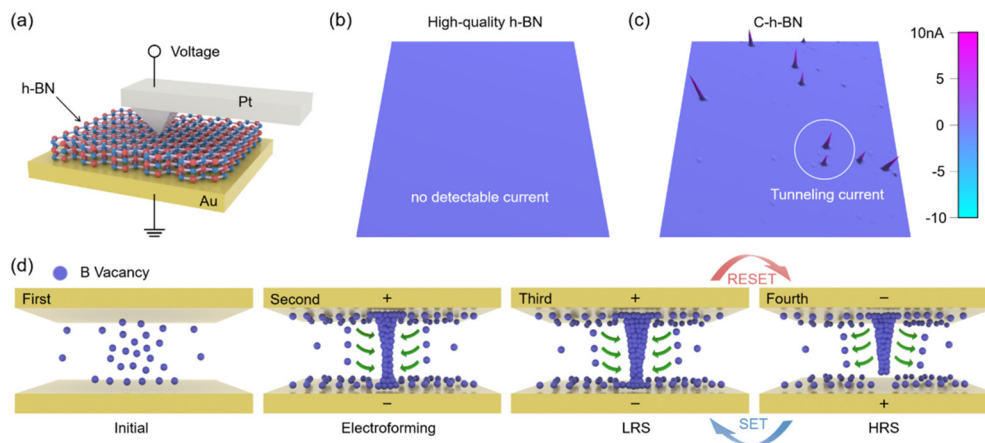 (a)
Voltage
h-BN
Pt
Au
(b)
High-quality h-BN
no detectable current
(c)
C-h-BN
Tunneling current
10nA
5
0
-5
-10
(d)
B Vacancy
RESET
First
Second
+
Third
+
Fourth
−
−
−
+
SET
Initial
Electroforming
LRS
HRS